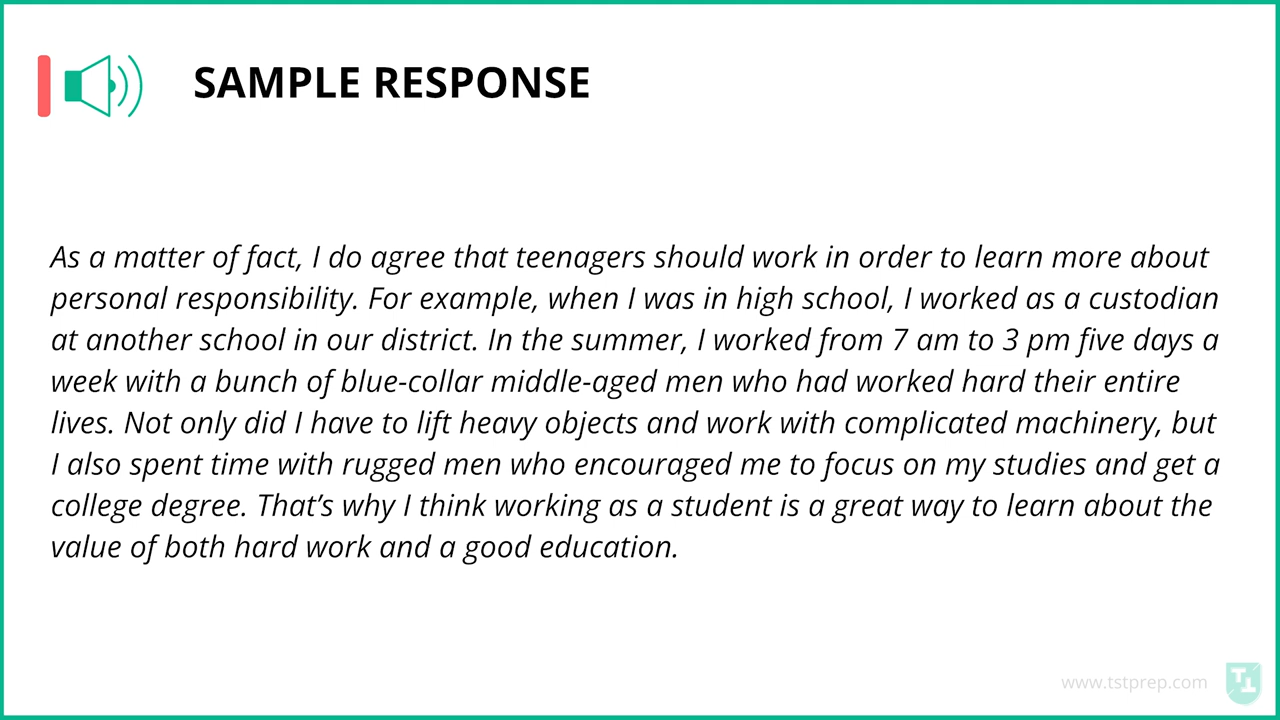 SAMPLE RESPONSE
As a matter of fact, I do agree that teenagers should work in order to learn more about
personal responsibility. For example, when I was in high school, I worked as a custodian
at another school in our district. In the summer, I worked from 7 am to 3 pm five days a
week with a bunch of blue-collar middle-aged men who had worked hard their entire
lives. Not only did I have to lift heavy objects and work with complicated machinery, but
I also spent time with rugged men who encouraged me to focus on my studies and get a
college degree. That’s why I think working as a student is a great way to learn about the
value of both hard work and a good education.
www.tstprep.com